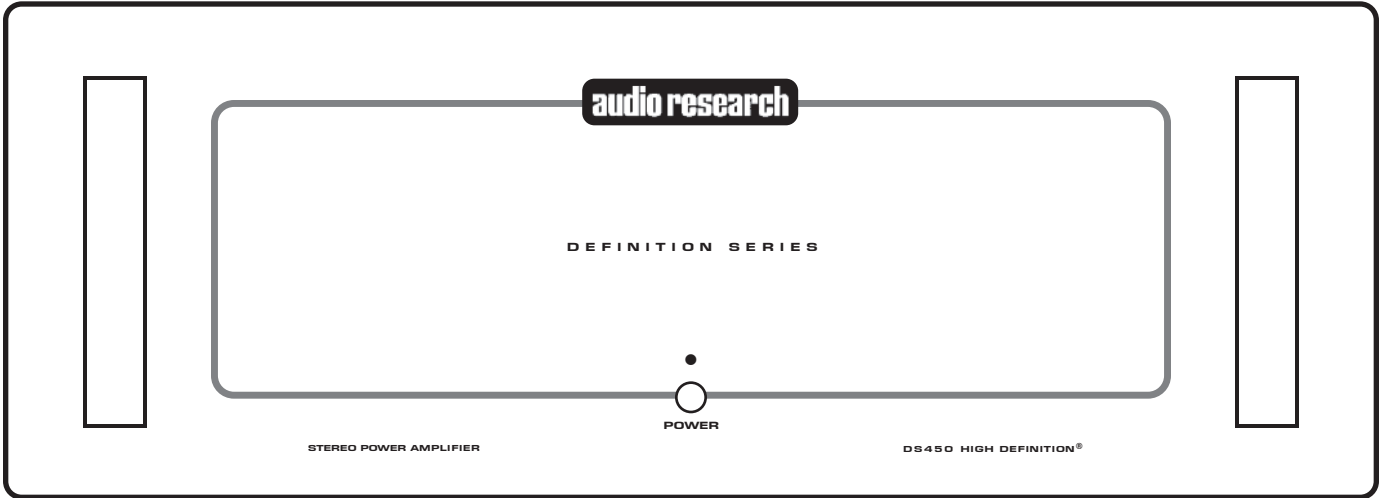 audio research
DEFINITION SERIES
POWER
STEREO POWER AMPLIFIER
DS450 HIGH DEFINITION®